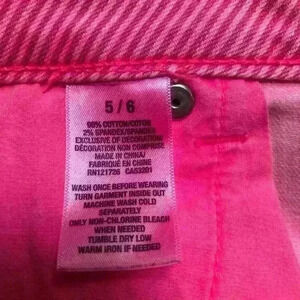 5 / 6
98% COTTON/COTON
2% SPANDEX/SPANDEX
EXCLUSIVE OF DECORATION/
DÉCORATION NON COMPRISE
MADE IN CHINA/
FABRIQUÉ EN CHINE
RN121726 CA53201
WASH ONCE BEFORE WEARING
TURN GARMENT INSIDE OUT
MACHINE WASH COLD
SEPARATELY
ONLY NON-CHLORINE BLEACH
WHEN NEEDED
TUMBLE DRY LOW
WARM IRON IF NEEDED